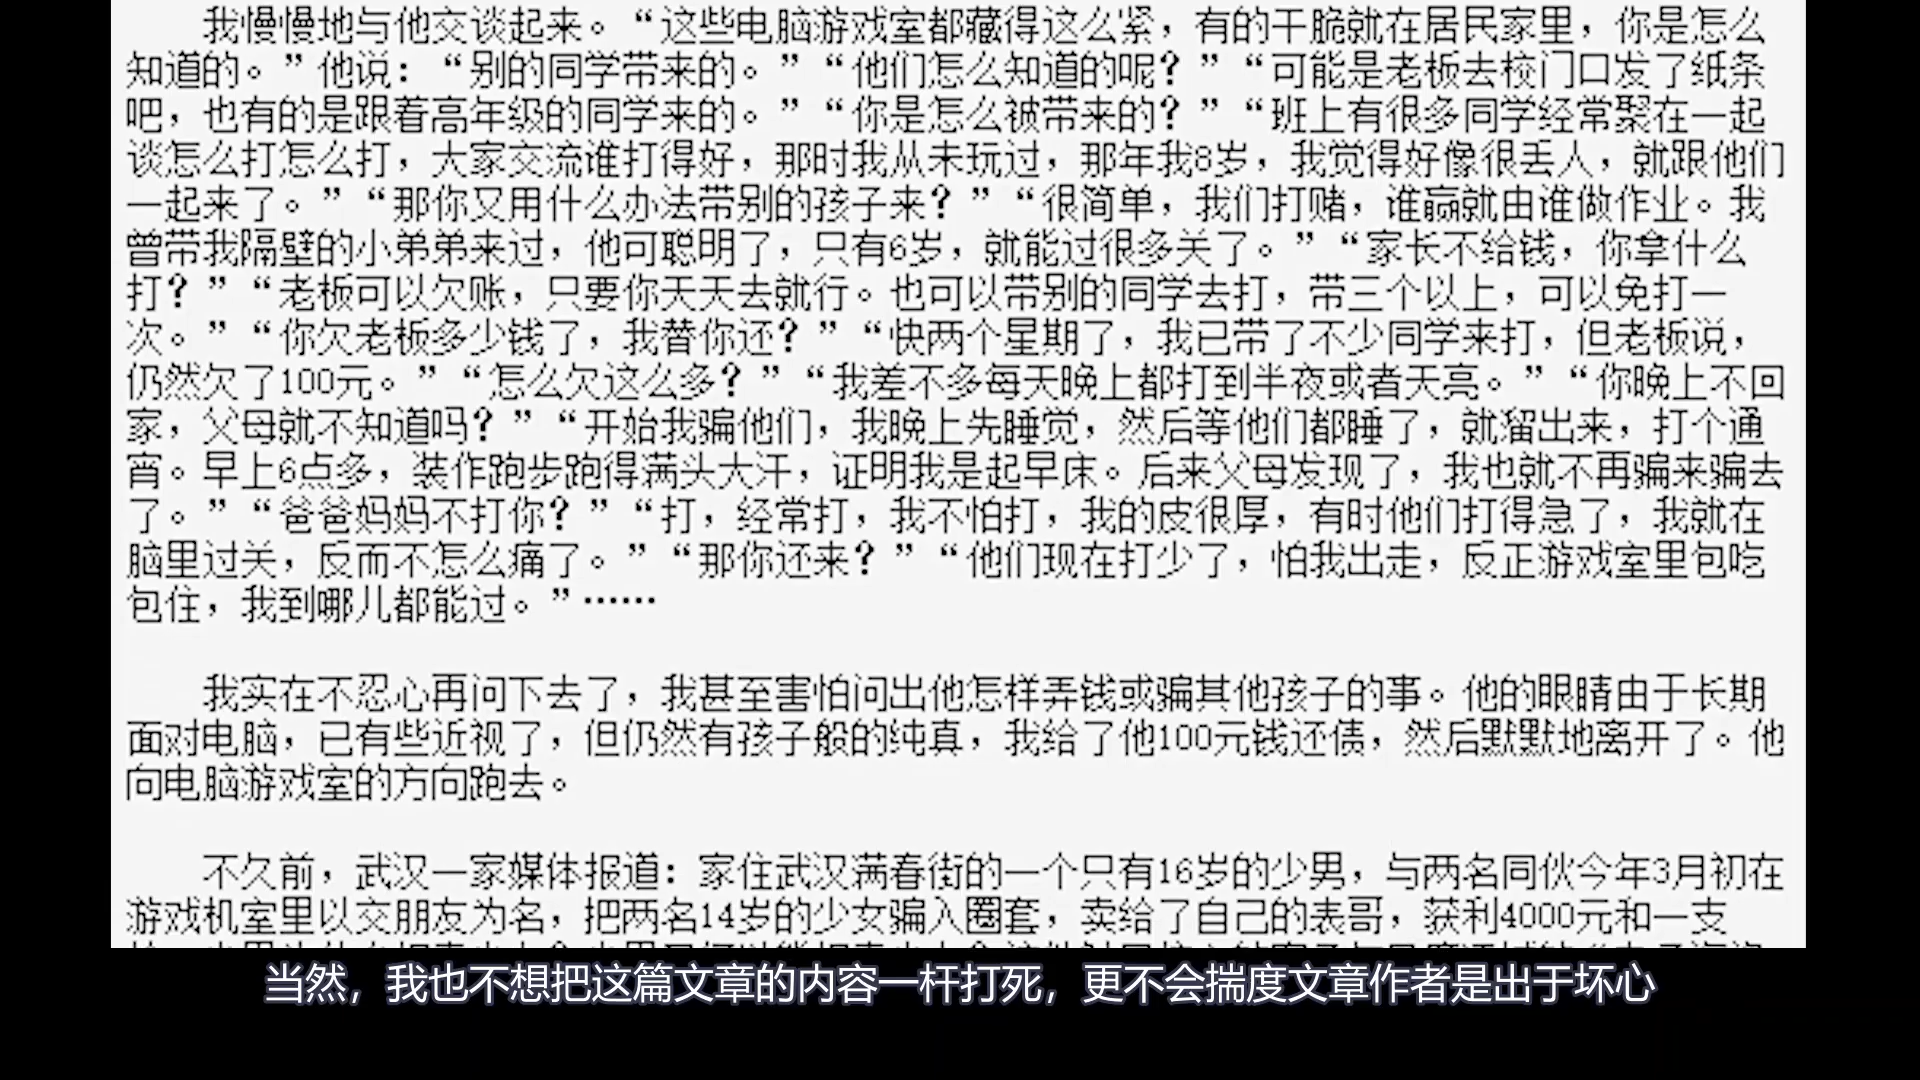 我慢慢地与他交谈起来。“这些电脑游戏室都藏得这么紧，有的干脆就在居民家里，你是怎么
知道的。”他说：“别的同学带来的。”“他们怎么知道的呢？”“可能是老板去校门口发了纸条
吧，也有的是跟着高年级的同学来的。”“你是怎么被带来的？”“班上有很多同学经常聚在一起
谈怎么打怎么打，大家交流谁打得好，那时我从未玩过，那年我8岁，我觉得好像很丢人，就跟他们
一起来了。”“那你又用什么办法带别的孩子来？”“很简单，我们打赌，谁赢就由谁做作业。我
曾带我隔壁的小弟弟来过，他可聪明了，只有6岁，就能过很多关了。”“家长不给钱，你拿什么
打？”“老板可以欠账，只要你天天去就行。也可以带别的同学去打，带三个以上，可以免打一
次。”“你欠老板多少钱了，我替你还？”“快两个星期了，我已带了不少同学来打，但老板说，
仍然欠了100元。”“怎么欠这么多？”“我差不多每天晚上都打到半夜或者天亮。”“你晚上不回
家，父母就不知道吗？”“开始我骗他们，我晚上先睡觉，然后等他们都睡了，就溜出来，打个通
宵。早上6点多，装作跑步跑得满头大汗，证明我是起早床。后来父母发现了，我也就不再骗来骗去
了。”“爸爸妈妈不打你？”“打，经常打，我不怕打，我的皮很厚，有时他们打得急了，我就在
脑里过关，反而不怎么痛了。”“那你还来？”“他们现在打少了，怕我出走，反正游戏室里包吃
包住，我到哪儿都能过。”……
我实在不忍心再问下去了，我甚至害怕问出他怎样弄钱或骗其他孩子的事。他的眼睛由于长期
面对电脑，已有些近视了，但仍然有孩子般的纯真，我给了他100元钱还债，然后默默地离开了。他
向电脑游戏室的方向跑去。
不久前，武汉一家媒体报道：家住武汉满春街的一个只有16岁的少男，与两名同伙今年3月初在
游戏机室里以交朋友为名，把两名14岁的少女骗入圈套，卖给了自己的表哥，获利4000元和一支
当然，我也不想把这篇文章的内容一杆打死，更不会揣度文章作者是出于坏心